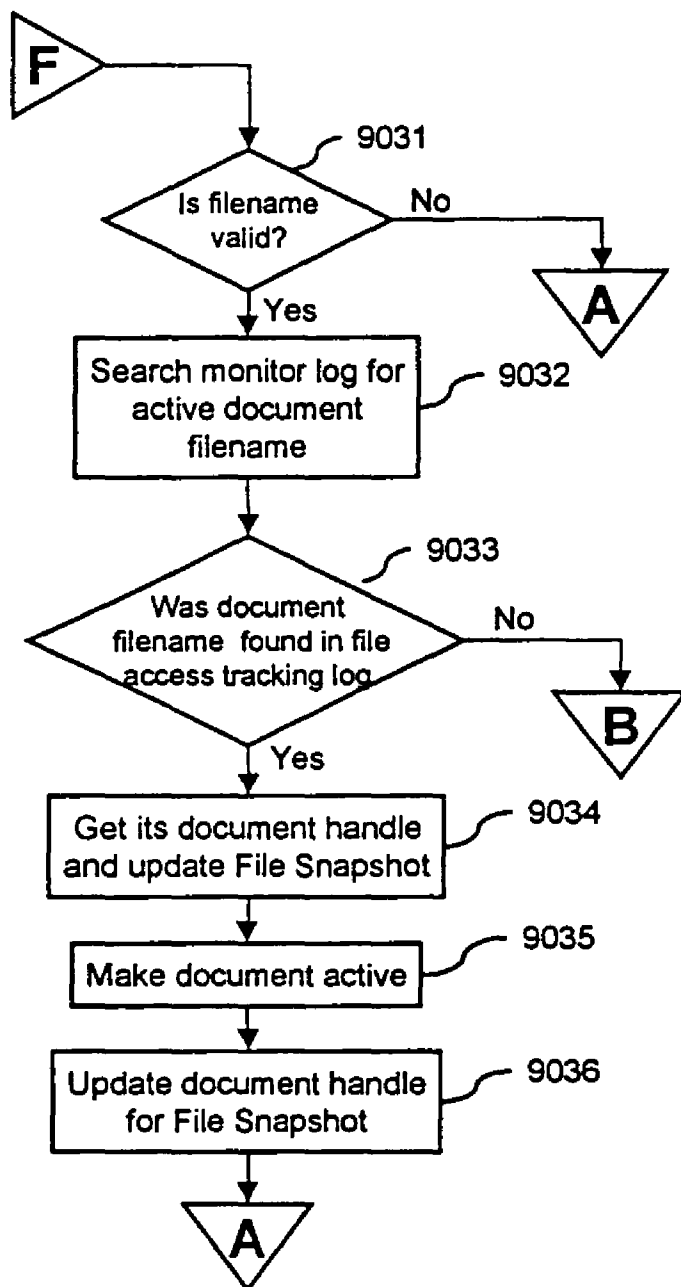 F
9031
Is filename
valid?
No
A
Yes
Search monitor log for
active document
filename
9032
9033
Was document
filename found in file
access tracking log
No
B
Yes
Get its document handle
and update File Snapshot
9034
Make document active
9035
Update document handle
for File Snapshot
9036
A